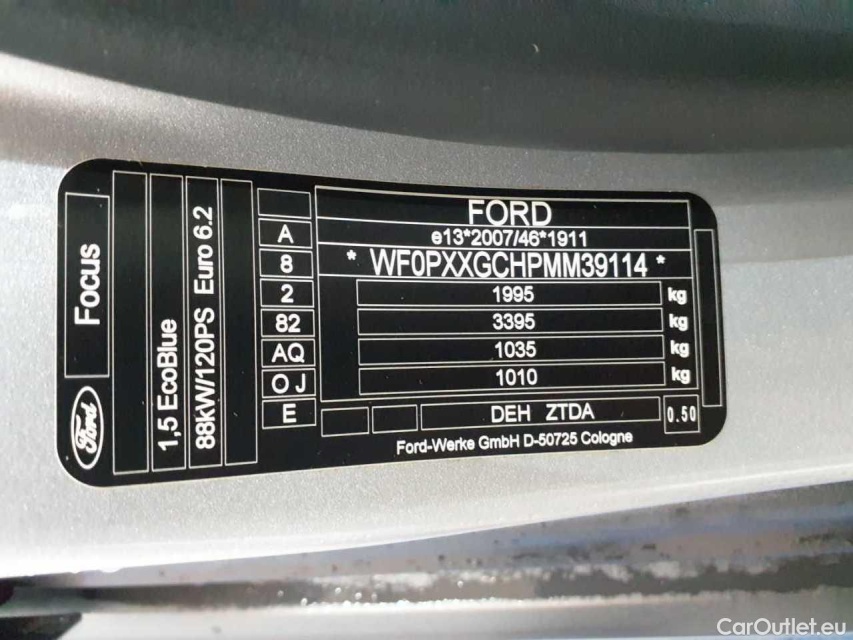 Focus
Ford
1,5 EcoBlue
88kW/120PS Euro 6.2
A
8
2
82
AQ
OJ
E
FORD
e13*2007/46*1911
* WF0PXXGCHPMM39114 *
1995 kg
3395 kg
1035 kg
1010 kg
DEH ZTDA 0.50
Ford-Werke GmbH D-50725 Cologne
CarOutlet.eu